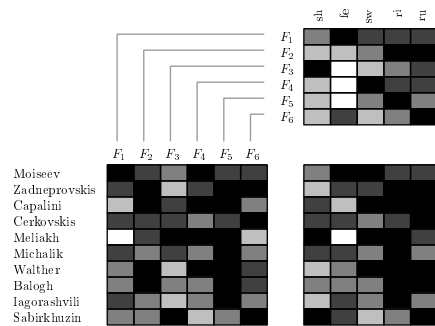 sh fe sw ri ru
F1
F2
F3
F4
F5
F6
F1 F2 F3 F4 F5 F6
Moiseev
Zadneprovskis
Capalini
Cerkovskis
Meliakh
Michalik
Walther
Balogh
Iagorashvili
Sabirkhuzin